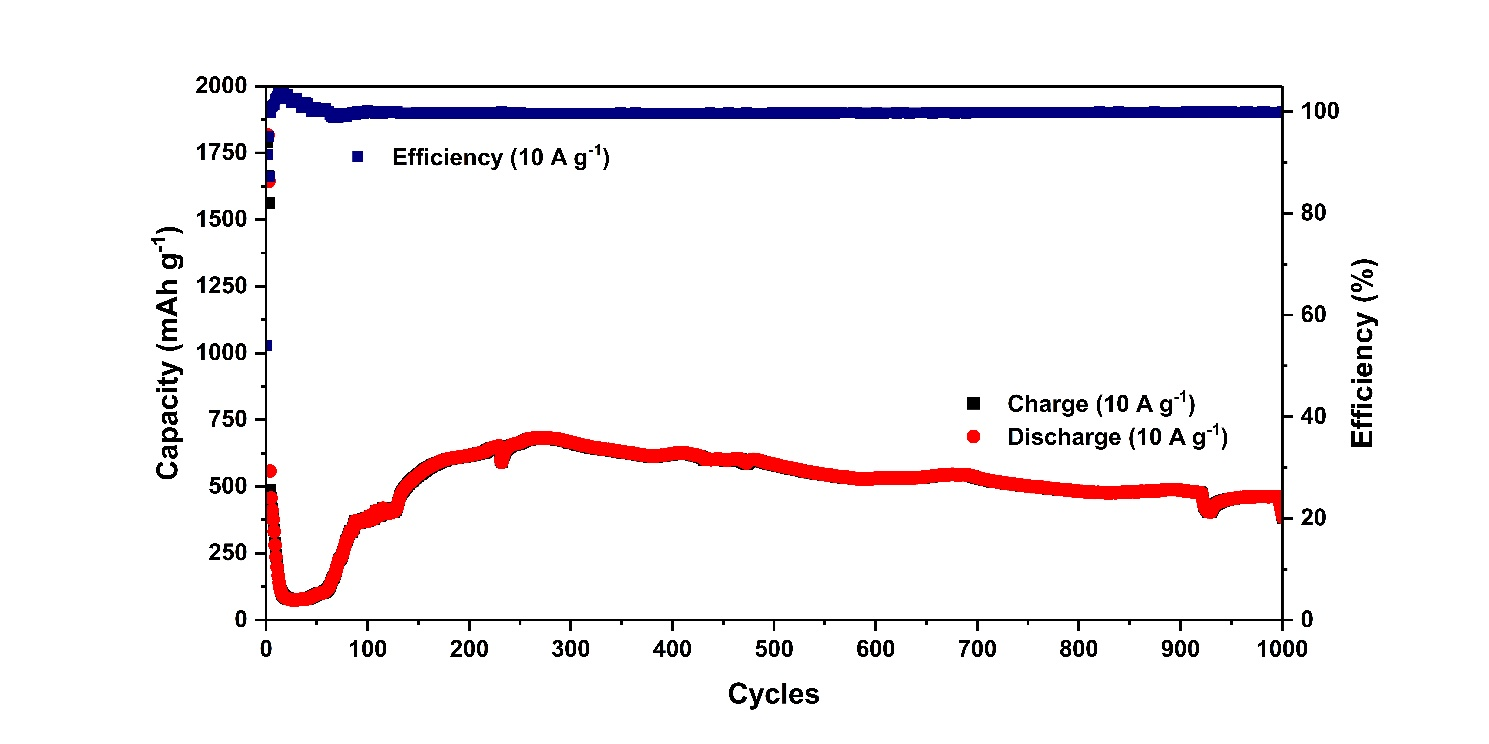 2000
1750
1500
1250
1000
750
500
250
0
Capacity (mAh g⁻¹)
Efficiency (10 A g⁻¹)
Charge (10 A g⁻¹)
Discharge (10 A g⁻¹)
100
80
60
40
20
0
Efficiency (%)
0 100 200 300 400 500 600 700 800 900 1000
Cycles